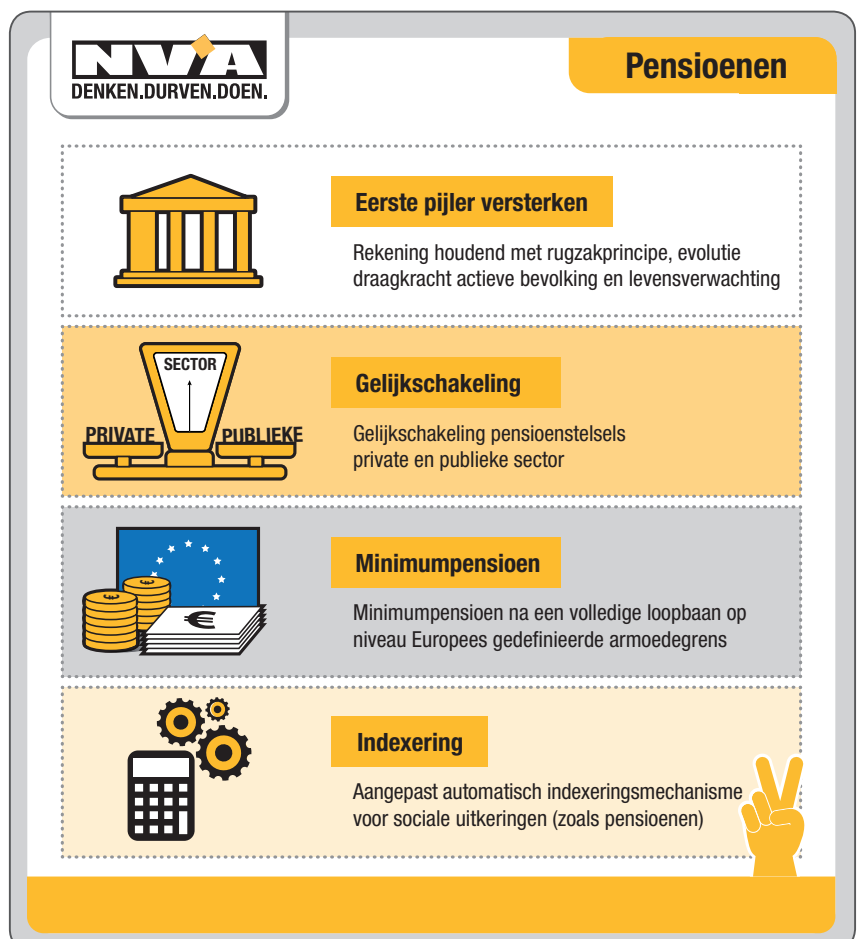 N-VA
DENKEN.DURVEN.DOEN.
Pensioenen
Eerste pijler versterken
Rekening houdend met rugzakprincipe, evolutie
draagkracht actieve bevolking en levensverwachting
SECTOR
PRIVATE PUBLIEKE
Gelijkschakeling
Gelijkschakeling pensioenstelsels
private en publieke sector
€
Minimumpensioen
Minimumpensioen na een volledige loopbaan op
niveau Europees gedefinieerde armoedegrens
Indexering
Aangepast automatisch indexeringsmechanisme
voor sociale uitkeringen (zoals pensioenen)